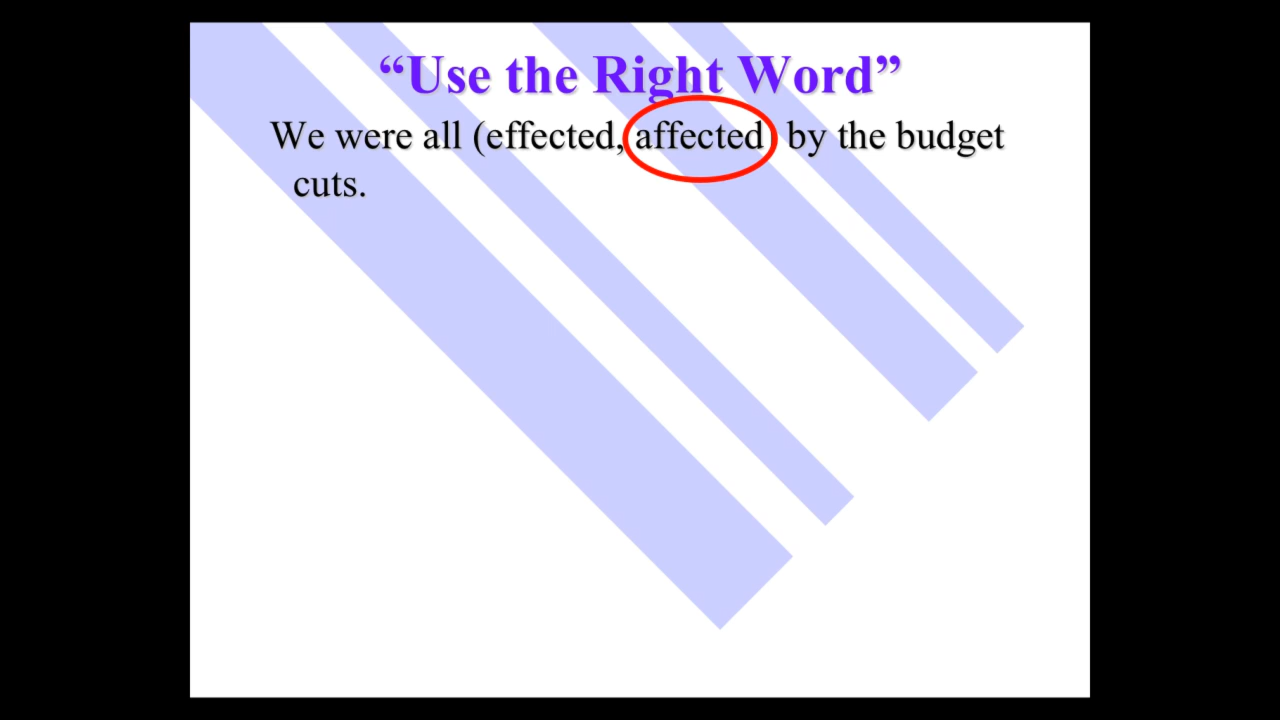 “Use the Right Word”
We were all (effected, affected) by the budget
cuts.